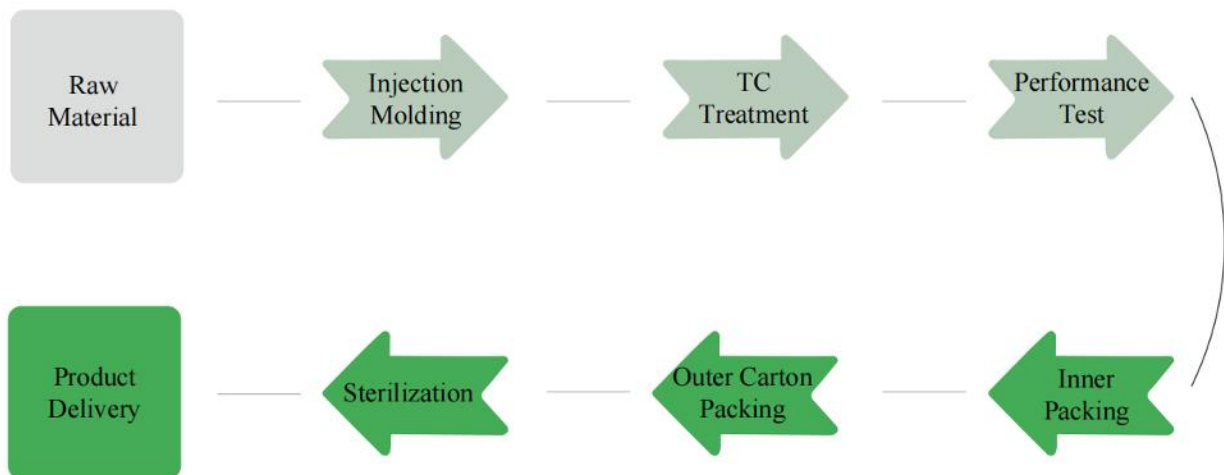 Raw
Material
Injection
Molding
TC
Treatment
Performance
Test
Inner
Packing
Outer Carton
Packing
Sterilization
Product
Delivery